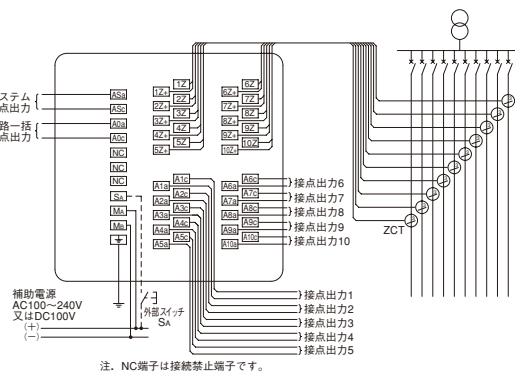 ステム
点出力
路一括
点出力
ASa
ASc
A0a
A0c
NC
NC
NC
SA
MA
MB
1Z
1Z+
2Z
2Z+
3Z
3Z+
4Z
4Z+
5Z
5Z+
6Z
6Z+
7Z
7Z+
8Z
8Z+
9Z
9Z+
10Z
10Z+
A1c
A1a
A2c
A2a
A3c
A3a
A4c
A4a
A5c
A5a
A6c
A6a
A7c
A7a
A8c
A8a
A9c
A9a
A10c
A10a
接点出力6
接点出力7
接点出力8
接点出力9
接点出力10
ZCT
補助電源
AC100~240V
又はDC100V
(+)
(−)
外部スイッチ
SA
接点出力1
接点出力2
接点出力3
接点出力4
接点出力5
注．NC端子は接続禁止端子です。